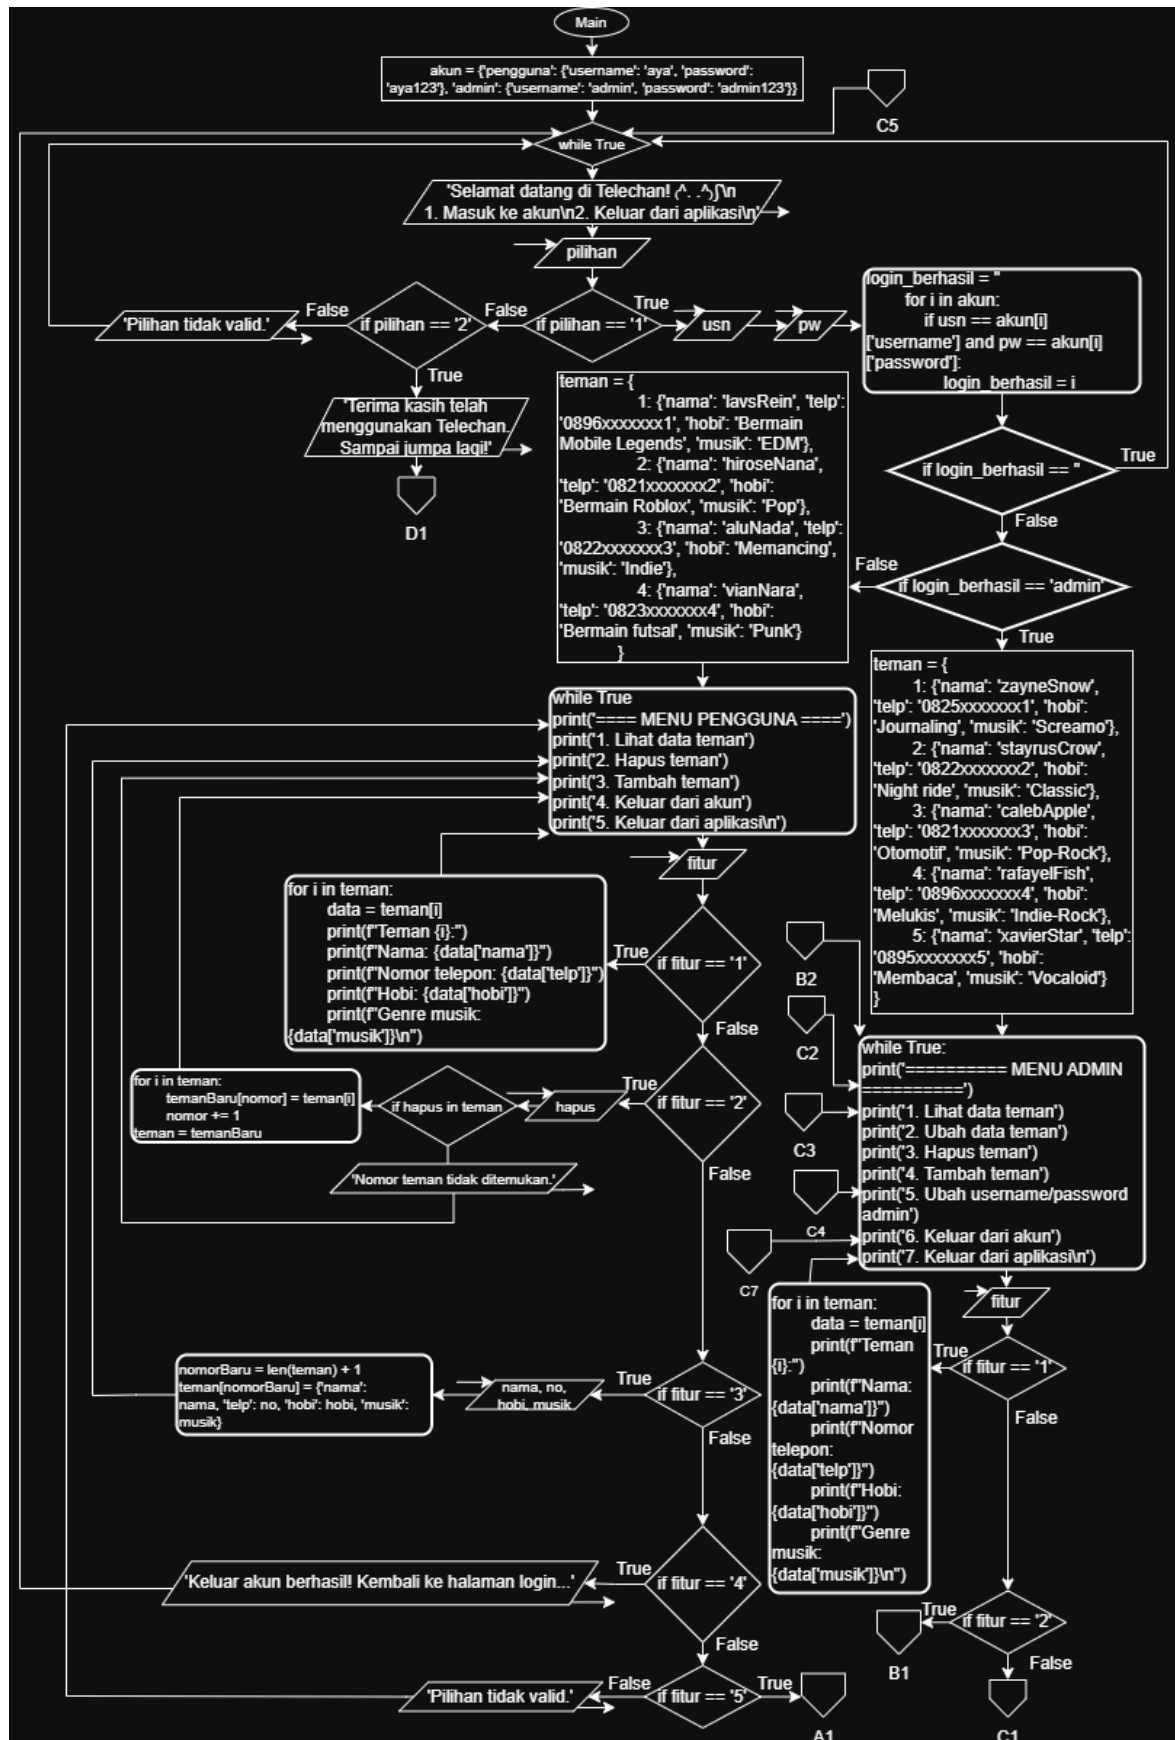 Main
akun = {'pengguna': {'username': 'aya', 'password':
'aya123'}, 'admin': {'username': 'admin', 'password': 'admin123'}}
C5
while True
'Selamat datang di Telechan! (^. .^)ʃ'\n
1. Masuk ke akun\n2. Keluar dari aplikasi\n'
pilihan
if pilihan == '1'
True
False
usn
pw
login_berhasil = ''
for i in akun:
if usn == akun[i]
['username'] and pw == akun[i]
['password']:
login_berhasil = i
if pilihan == '2'
False
'Pilihan tidak valid.'
True
'Terima kasih telah
menggunakan Telechan.
Sampai jumpa lagi!'
D1
if login_berhasil == ''
True
False
if login_berhasil == 'admin'
False
True
teman = {
1: {'nama': 'lavsRein', 'telp':
'0896xxxxxxx1', 'hobi': 'Bermain
Mobile Legends', 'musik': 'EDM'},
2: {'nama': 'hiroseNana',
'telp': '0821xxxxxxx2', 'hobi':
'Bermain Roblox', 'musik': 'Pop'},
3: {'nama': 'aluNada', 'telp':
'0822xxxxxxx3', 'hobi': 'Memancing',
'musik': 'Indie'},
4: {'nama': 'vianNara',
'telp': '0823xxxxxxx4', 'hobi':
'Bermain futsal', 'musik': 'Punk'}
}
teman = {
1: {'nama': 'zayneSnow',
'telp': '0825xxxxxxx1', 'hobi':
'Journaling', 'musik': 'Screamo'},
2: {'nama': 'stayrusCrow',
'telp': '0822xxxxxxx2', 'hobi':
'Night ride', 'musik': 'Classic'},
3: {'nama': 'calebApple',
'telp': '0821xxxxxxx3', 'hobi':
'Otomotif', 'musik': 'Pop-Rock'},
4: {'nama': 'rafayelFish',
'telp': '0896xxxxxxx4', 'hobi':
'Melukis', 'musik': 'Indie-Rock'},
5: {'nama': 'xavierStar', 'telp':
'0895xxxxxxx5', 'hobi':
'Membaca', 'musik': 'Vocaloid'}
}
while True
print('==== MENU PENGGUNA ====')
print('1. Lihat data teman')
print('2. Hapus teman')
print('3. Tambah teman')
print('4. Keluar dari akun')
print('5. Keluar dari aplikasi\n')
fitur
if fitur == '1'
True
False
for i in teman:
data = teman[i]
print(f"Teman {i}:")
print(f"Nama: {data['nama']}")
print(f"Nomor telepon: {data['telp']}")
print(f"Hobi: {data['hobi']}")
print(f"Genre musik:
{data['musik']}\n")
if fitur == '2'
True
False
hapus
if hapus in teman
for i in teman:
temanBaru[nomor] = teman[i]
nomor += 1
teman = temanBaru
'Nomor teman tidak ditemukan.'
if fitur == '3'
True
False
nama, no,
hobi, musik
nomorBaru = len(teman) + 1
teman[nomorBaru] = {'nama':
nama, 'telp': no, 'hobi': hobi, 'musik':
musik}
if fitur == '4'
True
False
'Keluar akun berhasil! Kembali ke halaman login...'
if fitur == '5'
False
True
'Pilihan tidak valid.'
A1
B2
C2
C3
C4
C7
while True:
print('========== MENU ADMIN
==========')
print('1. Lihat data teman')
print('2. Ubah data teman')
print('3. Hapus teman')
print('4. Tambah teman')
print('5. Ubah username/password
admin')
print('6. Keluar dari akun')
print('7. Keluar dari aplikasi\n')
fitur
if fitur == '1'
True
False
for i in teman:
data = teman[i]
print(f"Teman
{i}:")
print(f"Nama:
{data['nama']}")
print(f"Nomor
telepon:
{data['telp']}")
print(f"Hobi:
{data['hobi']}")
print(f"Genre
musik:
{data['musik']}\n")
if fitur == '2'
True
False
B1
C1